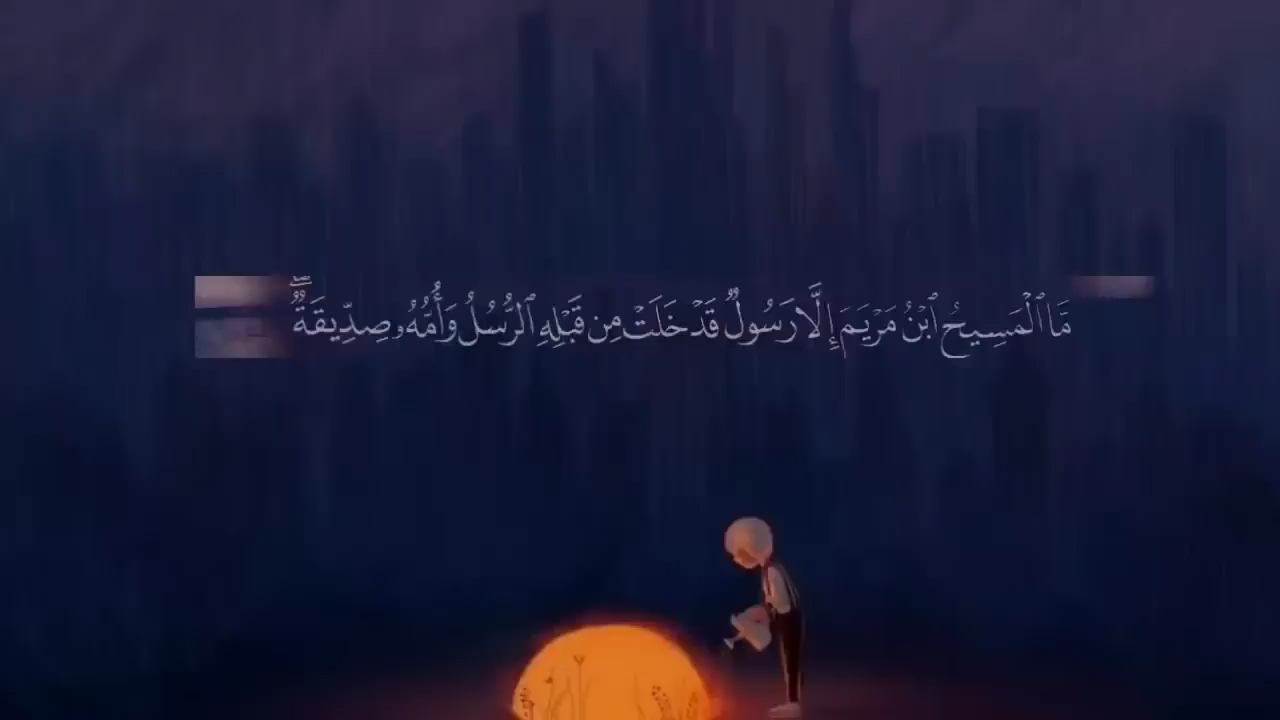 مَّا ٱلْمَسِيحُ ٱبْنُ مَرْيَمَ إِلَّا رَسُولٌ قَدْ خَلَتْ مِن قَبْلِهِ ٱلرُّسُلُ وَأُمُّهُۥ صِدِّيقَةٌۖ